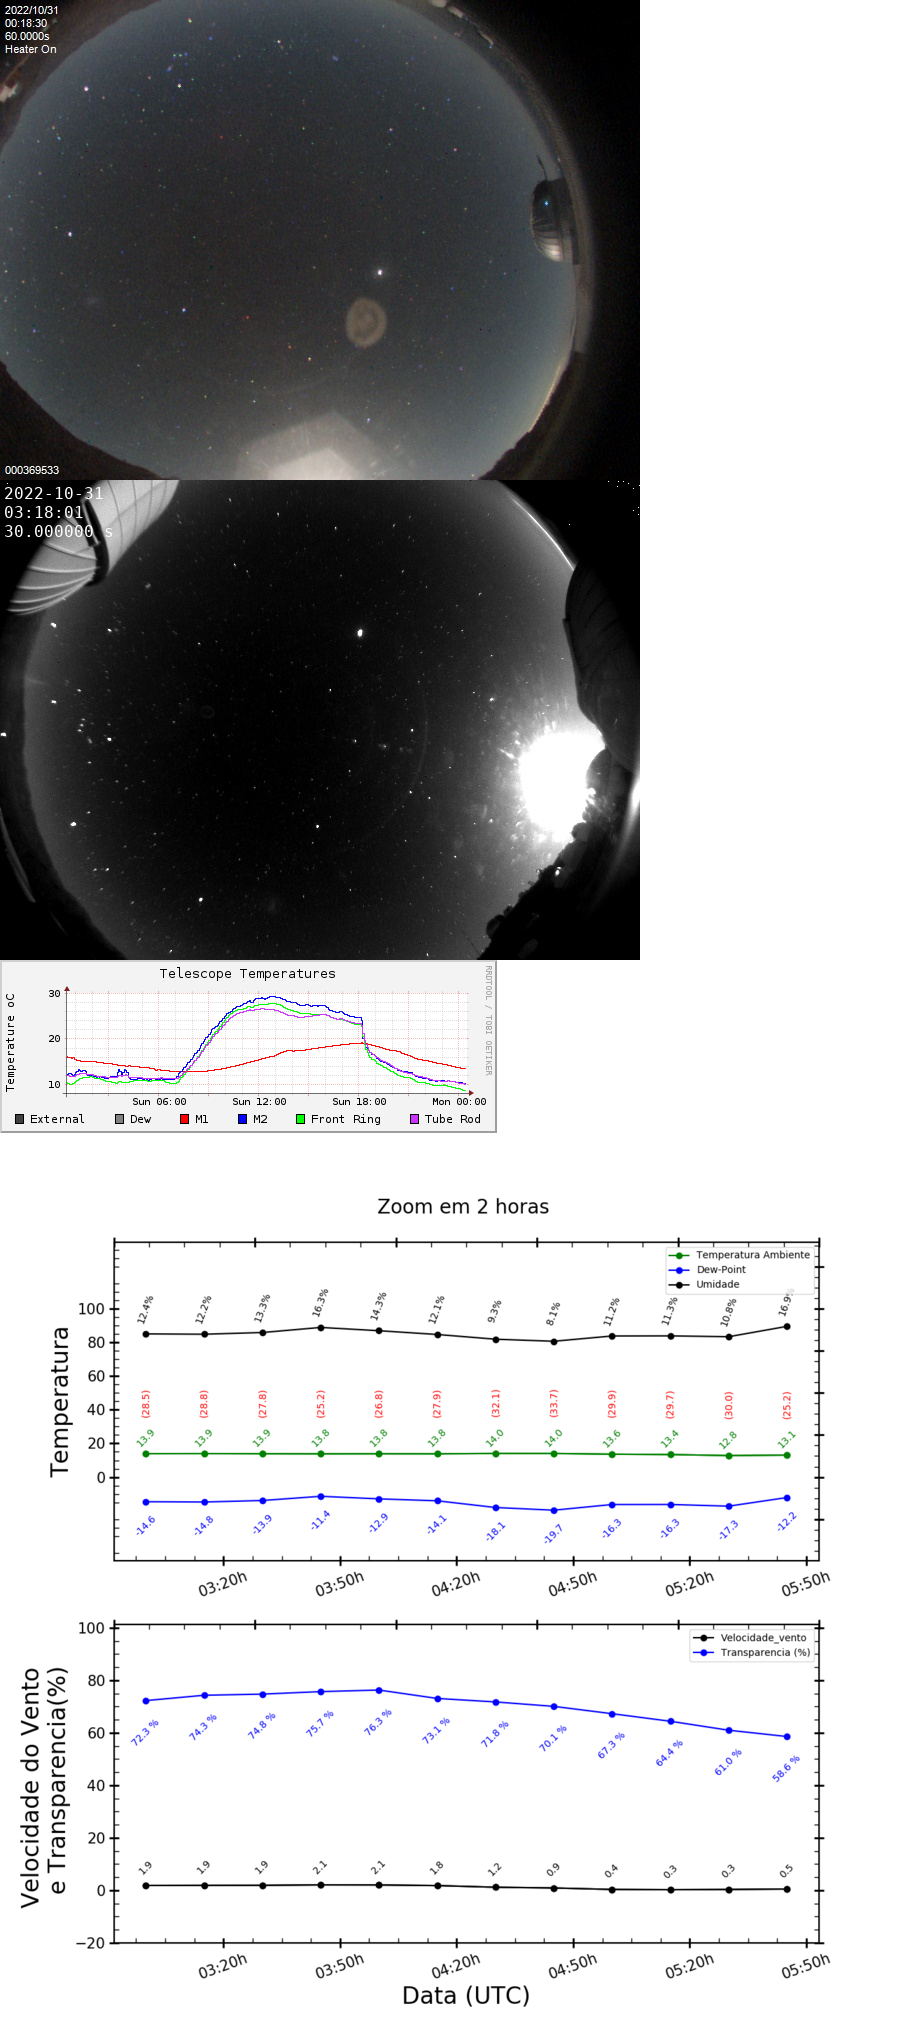 2022/10/31
00:18:30
60.0000s
Heater On
000369533
2022-10-31
03:18:01
30.000000 s
Telescope Temperatures
RRDTOOL / TOBI OETIKER
Temperature oC
30
20
10
Sun 06:00 Sun 12:00 Sun 18:00 Mon 00:00
External Dew M1 M2 Front Ring Tube Rod
Zoom em 2 horas
Temperatura Ambiente
Dew-Point
Umidade
Temperatura
100
80
60
40
20
0
12.4% 12.2% 13.3% 16.3% 14.3% 12.1% 9.3% 8.1% 11.2% 11.3% 10.8% 16.9%
(28.5) (28.8) (27.8) (25.2) (26.8) (27.9) (32.1) (33.7) (29.9) (29.7) (30.0) (25.2)
13.9 13.9 13.9 13.8 13.8 13.8 14.0 14.0 13.6 13.4 12.8 13.1
-14.6 -14.8 -13.9 -11.4 -12.9 -14.1 -18.1 -19.7 -16.3 -16.3 -17.3 -12.2
03:20h 03:50h 04:20h 04:50h 05:20h 05:50h
Velocidade_vento
Transparencia (%)
Velocidade do Vento
e Transparencia(%)
100
80
60
40
20
0
−20
72.3 % 74.3 % 74.8 % 75.7 % 76.3 % 73.1 % 71.8 % 70.1 % 67.3 % 64.4 % 61.0 % 58.6 %
1.9 1.9 1.9 2.1 2.1 1.8 1.2 0.9 0.4 0.3 0.3 0.5
03:20h 03:50h 04:20h 04:50h 05:20h 05:50h
Data (UTC)